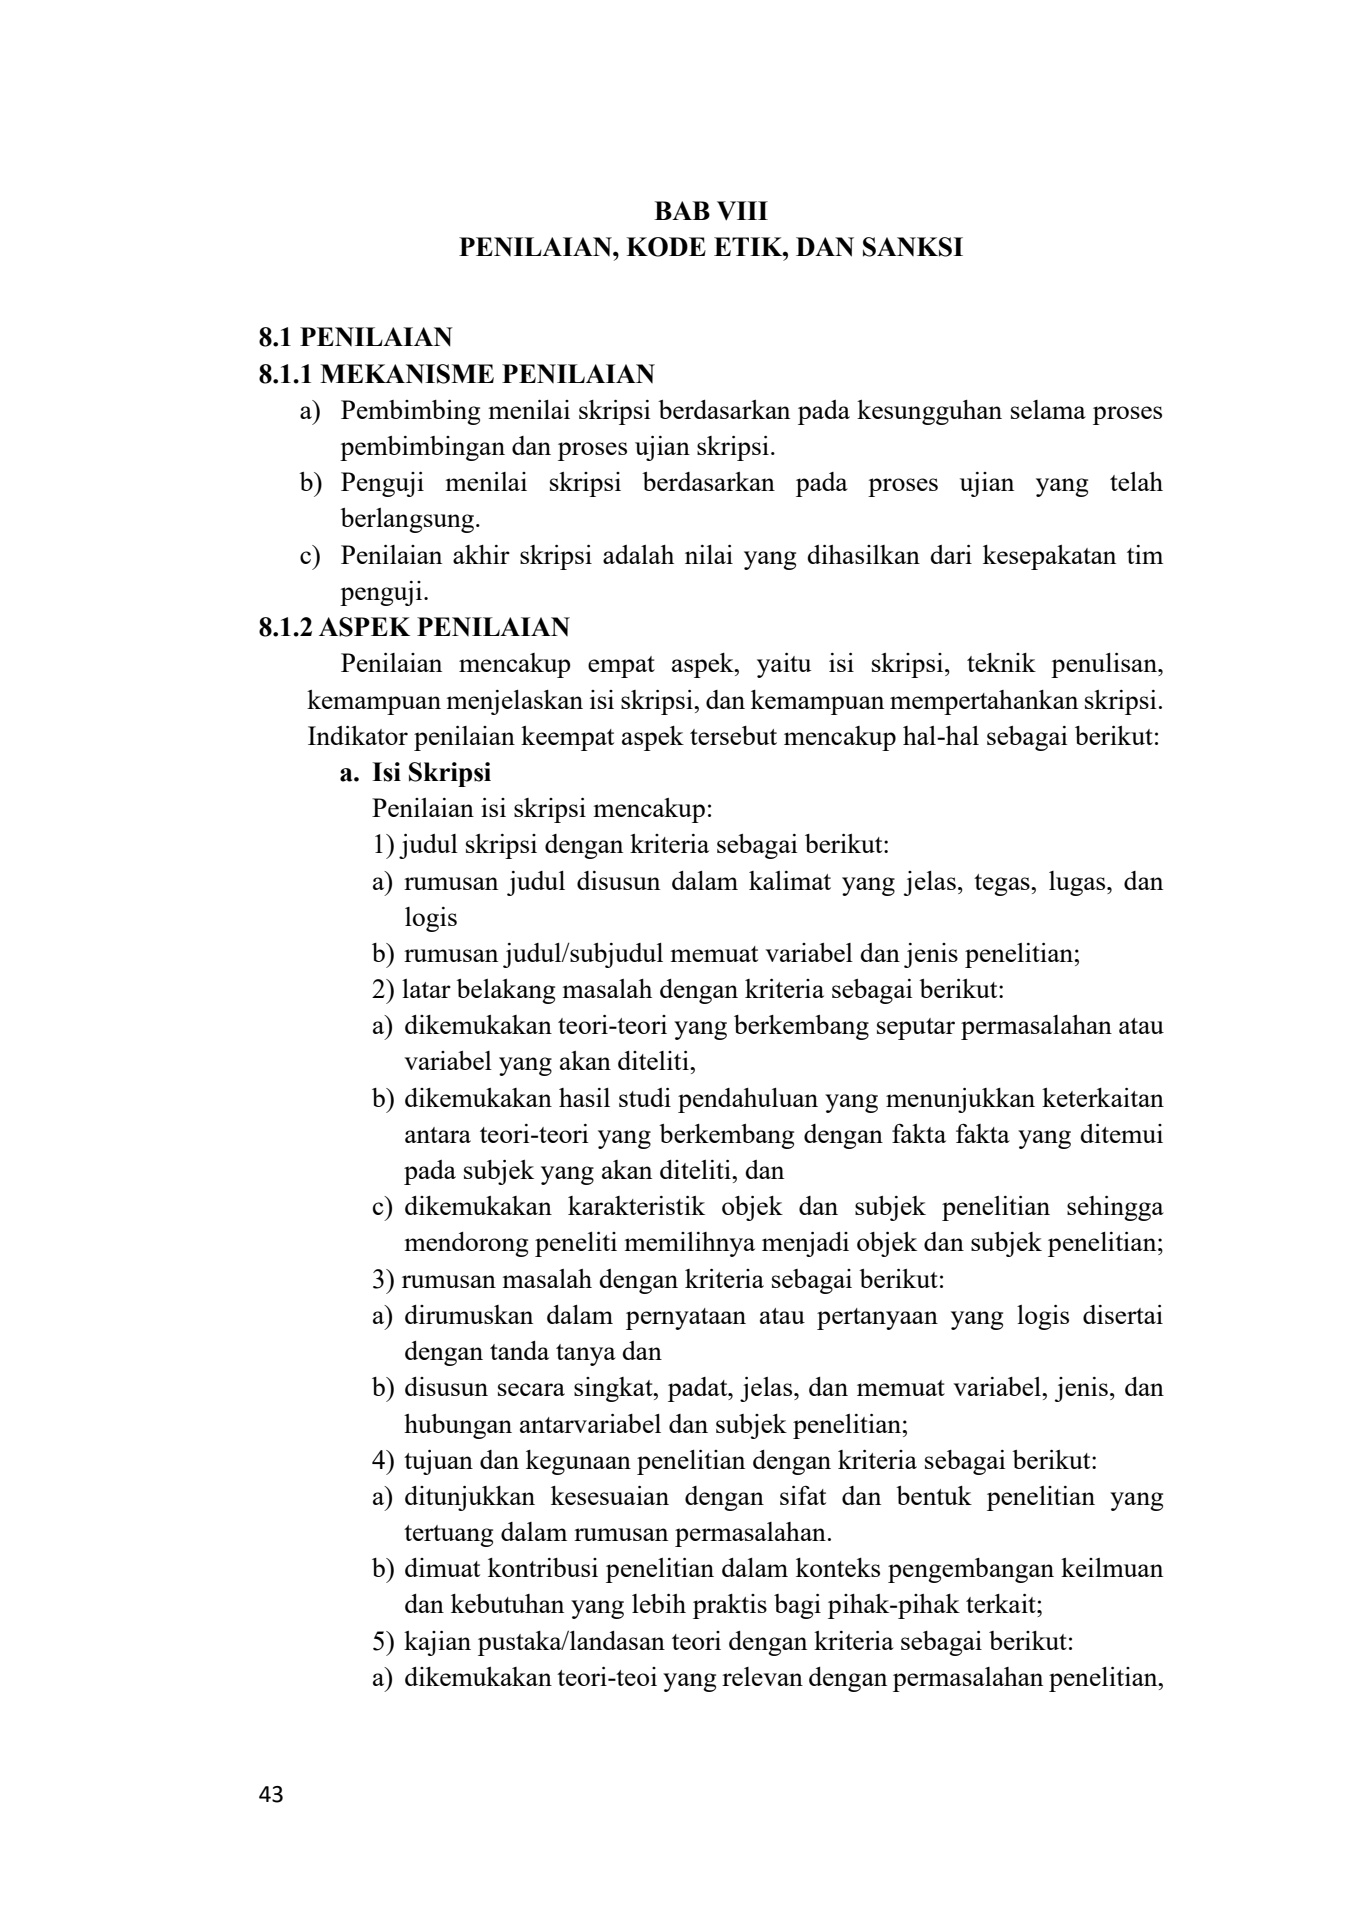 BAB VIII
PENILAIAN, KODE ETIK, DAN SANKSI
8.1 PENILAIAN
8.1.1 MEKANISME PENILAIAN
a) Pembimbing menilai skripsi berdasarkan pada kesungguhan selama proses
pembimbingan dan proses ujian skripsi.
b) Penguji menilai skripsi berdasarkan pada proses ujian yang telah
berlangsung.
c) Penilaian akhir skripsi adalah nilai yang dihasilkan dari kesepakatan tim
penguji.
8.1.2 ASPEK PENILAIAN
Penilaian mencakup empat aspek, yaitu isi skripsi, teknik penulisan,
kemampuan menjelaskan isi skripsi, dan kemampuan mempertahankan skripsi.
Indikator penilaian keempat aspek tersebut mencakup hal-hal sebagai berikut:
a. Isi Skripsi
Penilaian isi skripsi mencakup:
1) judul skripsi dengan kriteria sebagai berikut:
a) rumusan judul disusun dalam kalimat yang jelas, tegas, lugas, dan
logis
b) rumusan judul/subjudul memuat variabel dan jenis penelitian;
2) latar belakang masalah dengan kriteria sebagai berikut:
a) dikemukakan teori-teori yang berkembang seputar permasalahan atau
variabel yang akan diteliti,
b) dikemukakan hasil studi pendahuluan yang menunjukkan keterkaitan
antara teori-teori yang berkembang dengan fakta fakta yang ditemui
pada subjek yang akan diteliti, dan
c) dikemukakan karakteristik objek dan subjek penelitian sehingga
mendorong peneliti memilihnya menjadi objek dan subjek penelitian;
3) rumusan masalah dengan kriteria sebagai berikut:
a) dirumuskan dalam pernyataan atau pertanyaan yang logis disertai
dengan tanda tanya dan
b) disusun secara singkat, padat, jelas, dan memuat variabel, jenis, dan
hubungan antarvariabel dan subjek penelitian;
4) tujuan dan kegunaan penelitian dengan kriteria sebagai berikut:
a) ditunjukkan kesesuaian dengan sifat dan bentuk penelitian yang
tertuang dalam rumusan permasalahan.
b) dimuat kontribusi penelitian dalam konteks pengembangan keilmuan
dan kebutuhan yang lebih praktis bagi pihak-pihak terkait;
5) kajian pustaka/landasan teori dengan kriteria sebagai berikut:
a) dikemukakan teori-teoi yang relevan dengan permasalahan penelitian,
43